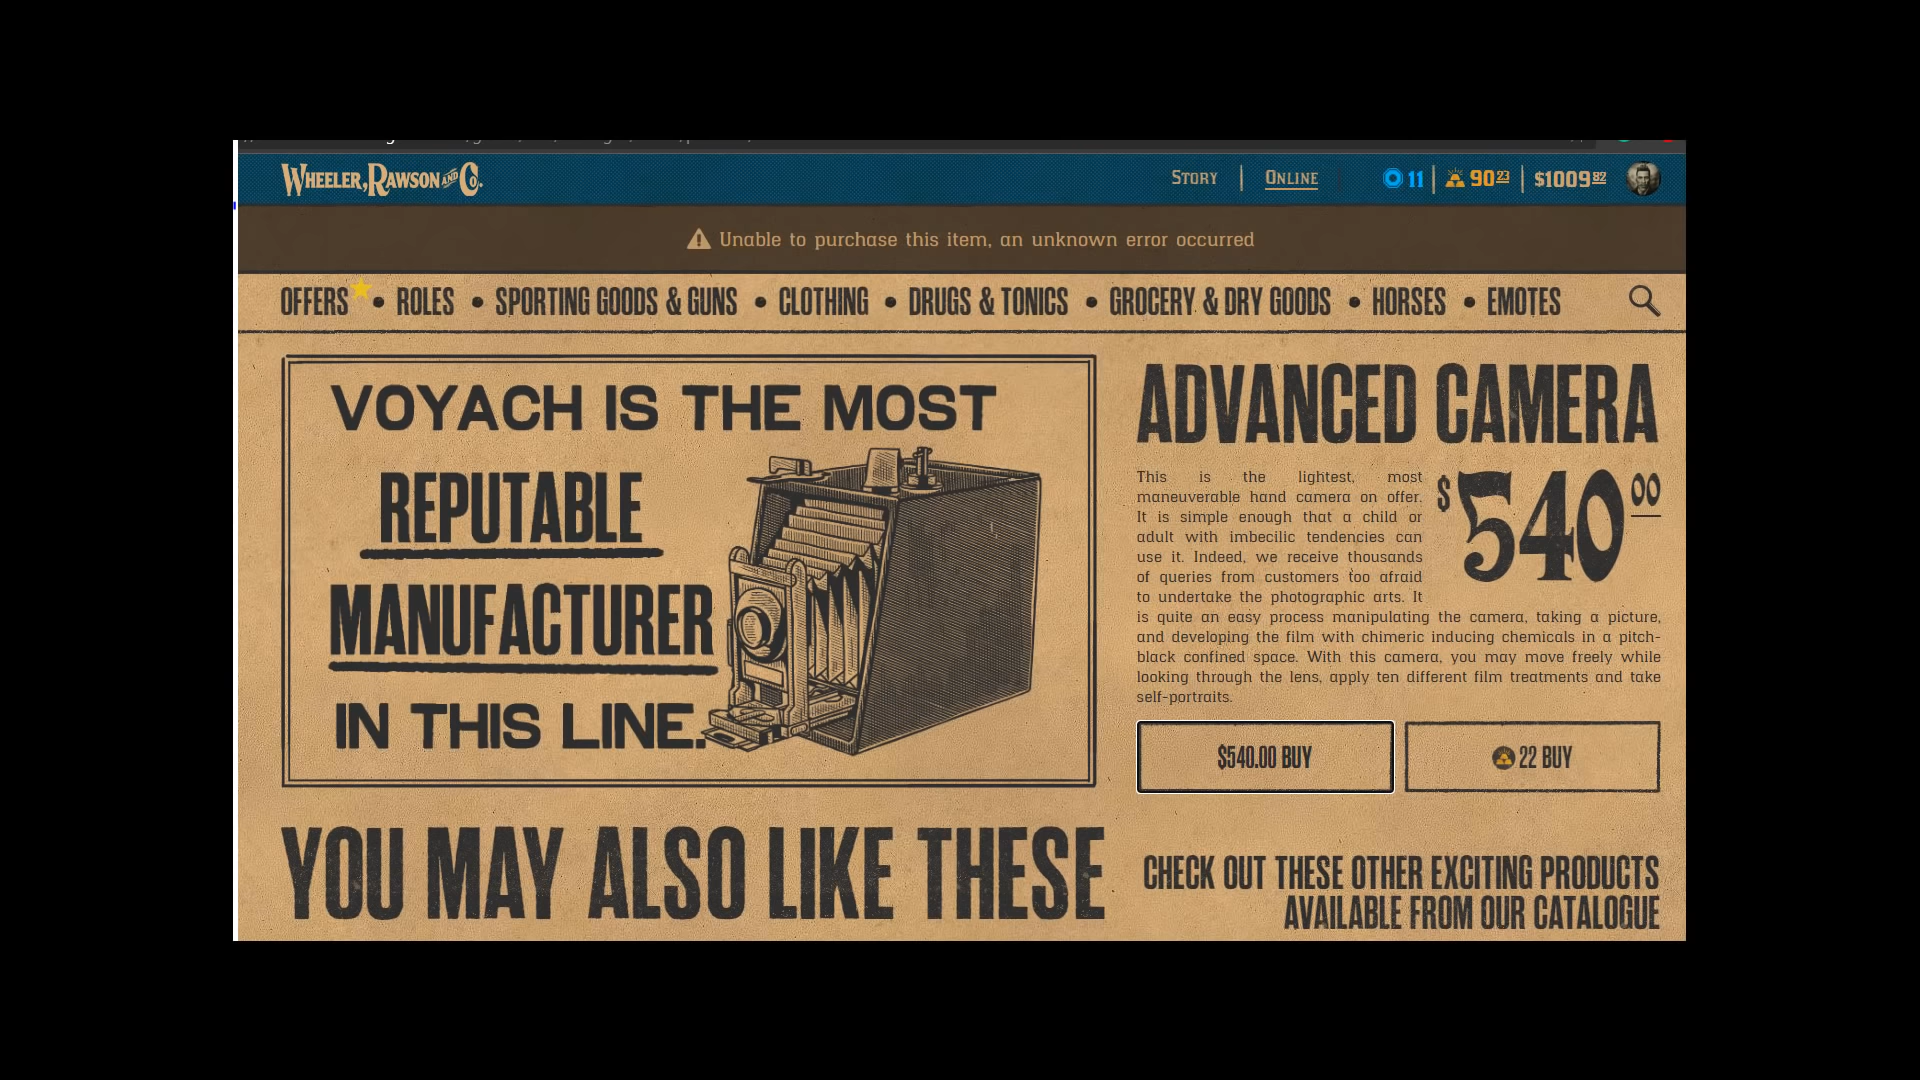 WHEELER, RAWSON AND CO.
STORY
ONLINE
11
90 23
$1009 82
Unable to purchase this item, an unknown error occurred
OFFERS • ROLES • SPORTING GOODS & GUNS • CLOTHING • DRUGS & TONICS • GROCERY & DRY GOODS • HORSES • EMOTES
VOYACH IS THE MOST
REPUTABLE
MANUFACTURER
IN THIS LINE.
ADVANCED CAMERA
$540 00
This is the lightest, most
maneuverable hand camera on offer.
It is simple enough that a child or
adult with imbecilic tendencies can
use it. Indeed, we receive thousands
of queries from customers too afraid
to undertake the photographic arts. It
is quite an easy process manipulating the camera, taking a picture,
and developing the film with chimeric inducing chemicals in a pitch-
black confined space. With this camera, you may move freely while
looking through the lens, apply ten different film treatments and take
self-portraits.
$540.00 BUY
22 BUY
YOU MAY ALSO LIKE THESE
CHECK OUT THESE OTHER EXCITING PRODUCTS
AVAILABLE FROM OUR CATALOGUE